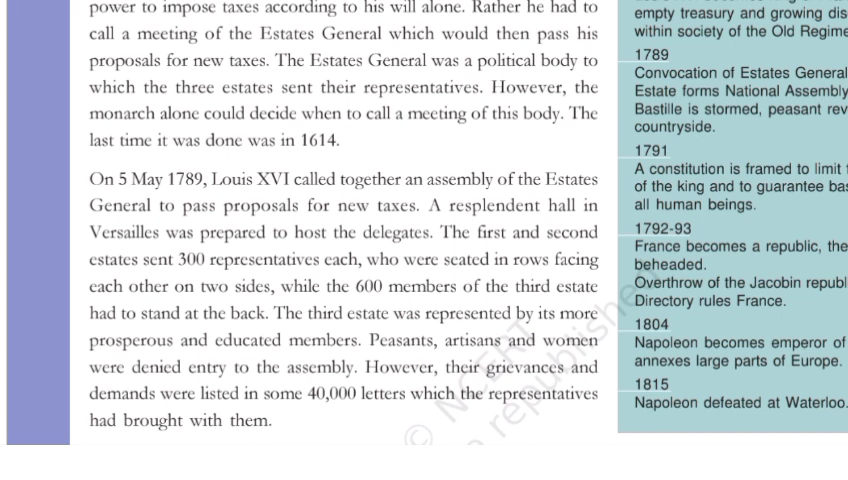 power to impose taxes according to his will alone. Rather he had to
call a meeting of the Estates General which would then pass his
proposals for new taxes. The Estates General was a political body to
which the three estates sent their representatives. However, the
monarch alone could decide when to call a meeting of this body. The
last time it was done was in 1614.
On 5 May 1789, Louis XVI called together an assembly of the Estates
General to pass proposals for new taxes. A resplendent hall in
Versailles was prepared to host the delegates. The first and second
estates sent 300 representatives each, who were seated in rows facing
each other on two sides, while the 600 members of the third estate
had to stand at the back. The third estate was represented by its more
prosperous and educated members. Peasants, artisans and women
were denied entry to the assembly. However, their grievances and
demands were listed in some 40,000 letters which the representatives
had brought with them.
empty treasury and growing dis
within society of the Old Regime
1789
Convocation of Estates General
Estate forms National Assembly
Bastille is stormed, peasant rev
countryside.
1791
A constitution is framed to limit
of the king and to guarantee bas
all human beings.
1792-93
France becomes a republic, the
beheaded.
Overthrow of the Jacobin republi
Directory rules France.
1804
Napoleon becomes emperor of
annexes large parts of Europe.
1815
Napoleon defeated at Waterloo.
© NCERT
republished